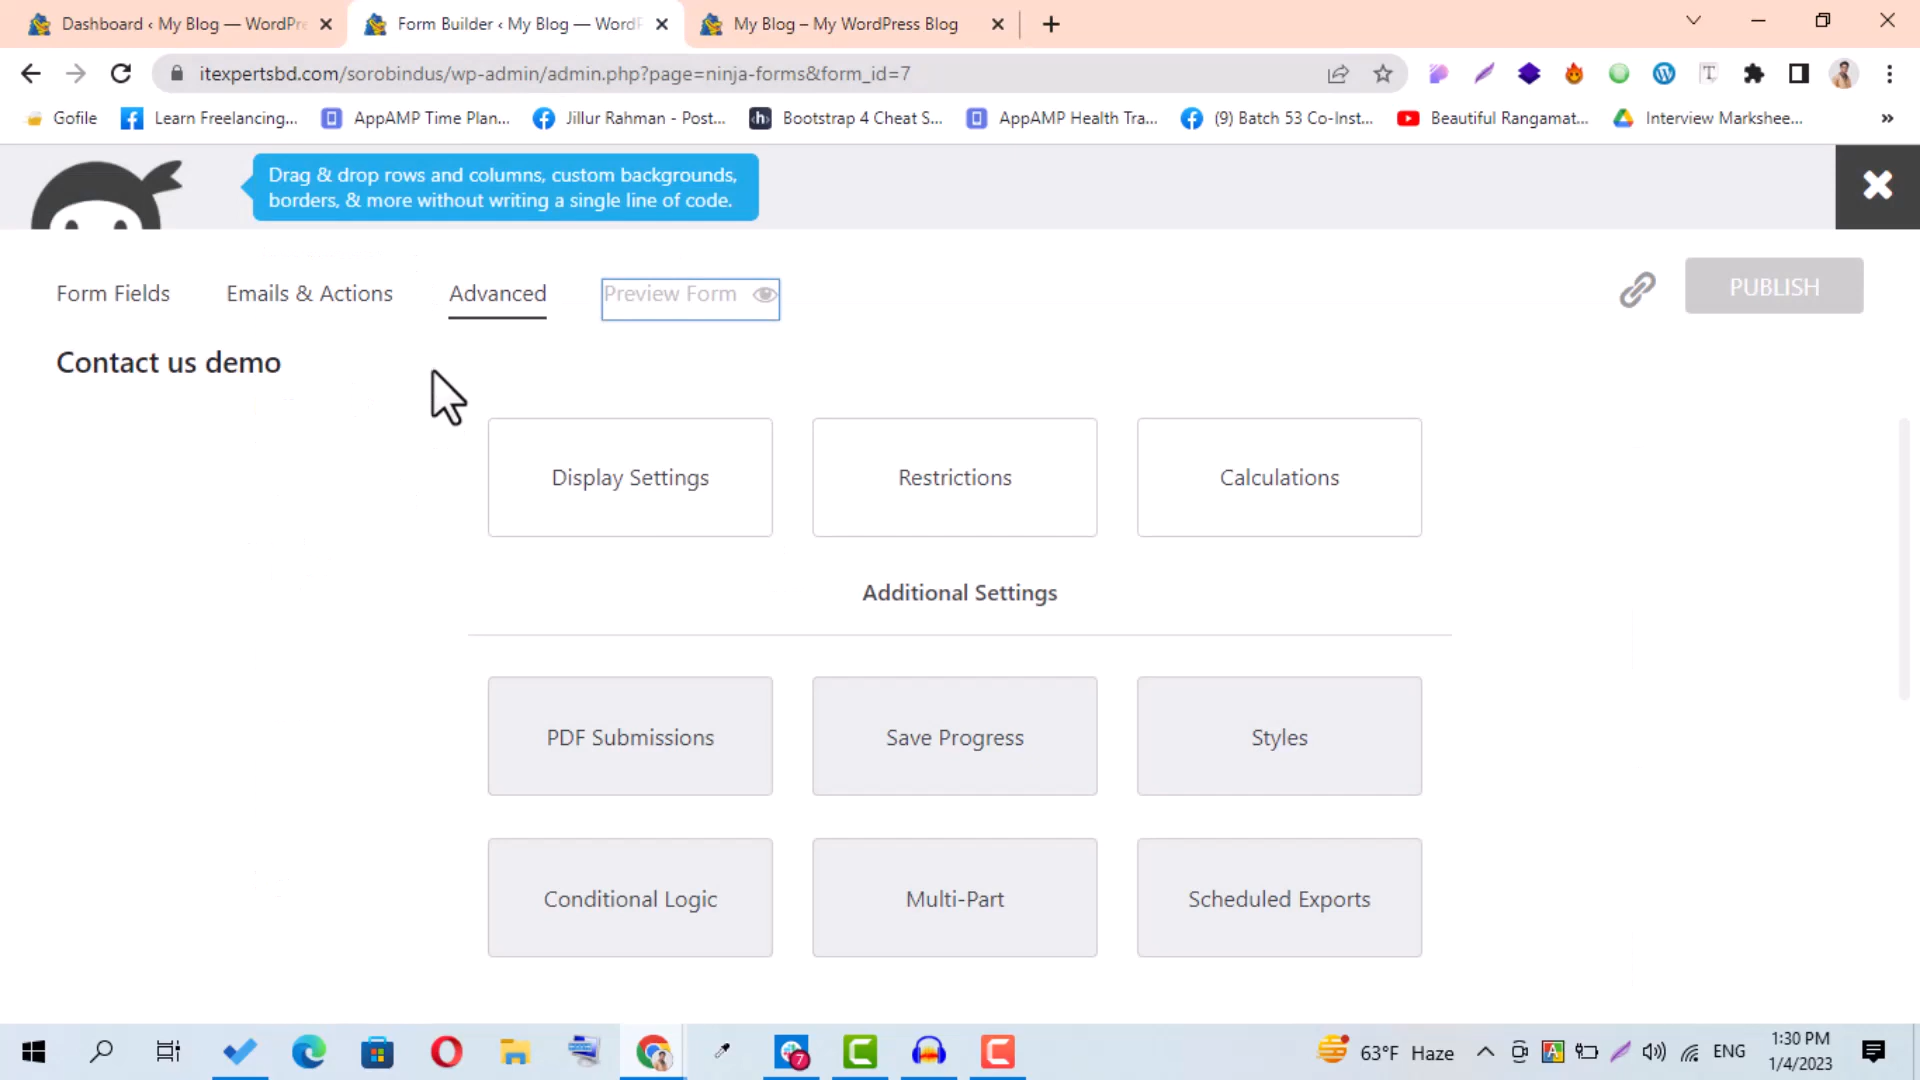 Dashboard ‹ My Blog — WordPre
Form Builder ‹ My Blog — WordP
My Blog – My WordPress Blog
itexpertsbd.com/sorobindus/wp-admin/admin.php?page=ninja-forms&form_id=7
Gofile
Learn Freelancing...
AppAMP Time Plan...
Jillur Rahman - Post...
Bootstrap 4 Cheat S...
AppAMP Health Tra...
(9) Batch 53 Co-Inst...
Beautiful Rangamat...
Interview Markshee...
Drag & drop rows and columns, custom backgrounds,
borders, & more without writing a single line of code.
Form Fields
Emails & Actions
Advanced
Preview Form
PUBLISH
Contact us demo
Display Settings
Restrictions
Calculations
Additional Settings
PDF Submissions
Save Progress
Styles
Conditional Logic
Multi-Part
Scheduled Exports
7
63°F Haze
ENG
1:30 PM
1/4/2023